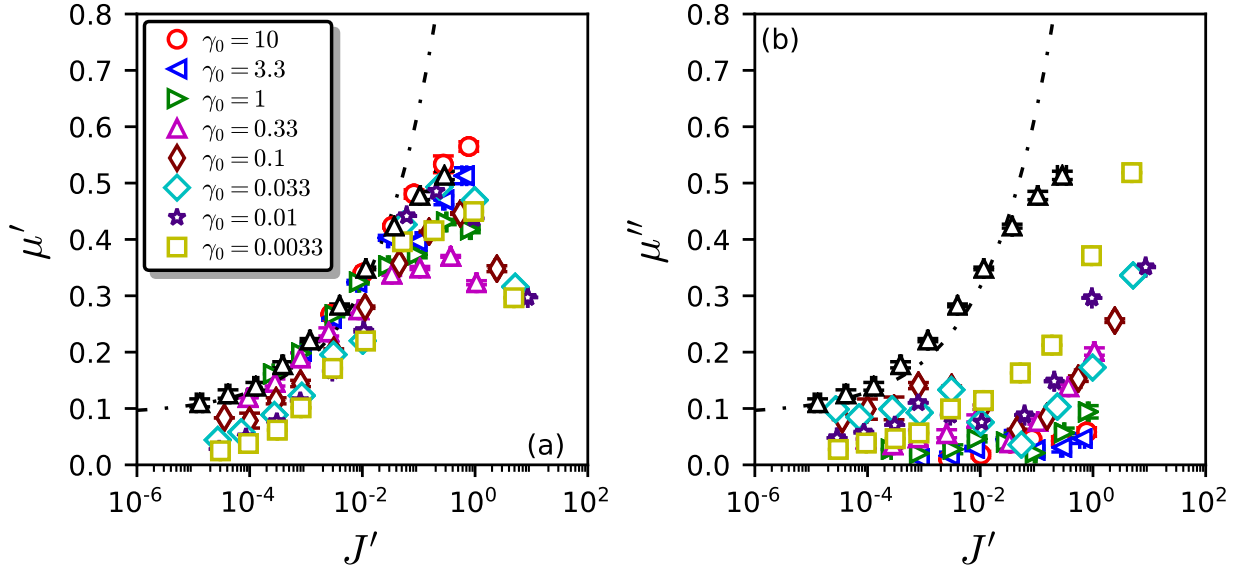 0.8
0.7
0.6
0.5
0.4
0.3
0.2
0.1
0.0
μ′
γ₀ = 10
γ₀ = 3.3
γ₀ = 1
γ₀ = 0.33
γ₀ = 0.1
γ₀ = 0.033
γ₀ = 0.01
γ₀ = 0.0033
(a)
10⁻⁶ 10⁻⁴ 10⁻² 10⁰ 10²
J′
0.8
0.7
0.6
0.5
0.4
0.3
0.2
0.1
0.0
μ″
(b)
10⁻⁶ 10⁻⁴ 10⁻² 10⁰ 10²
J′